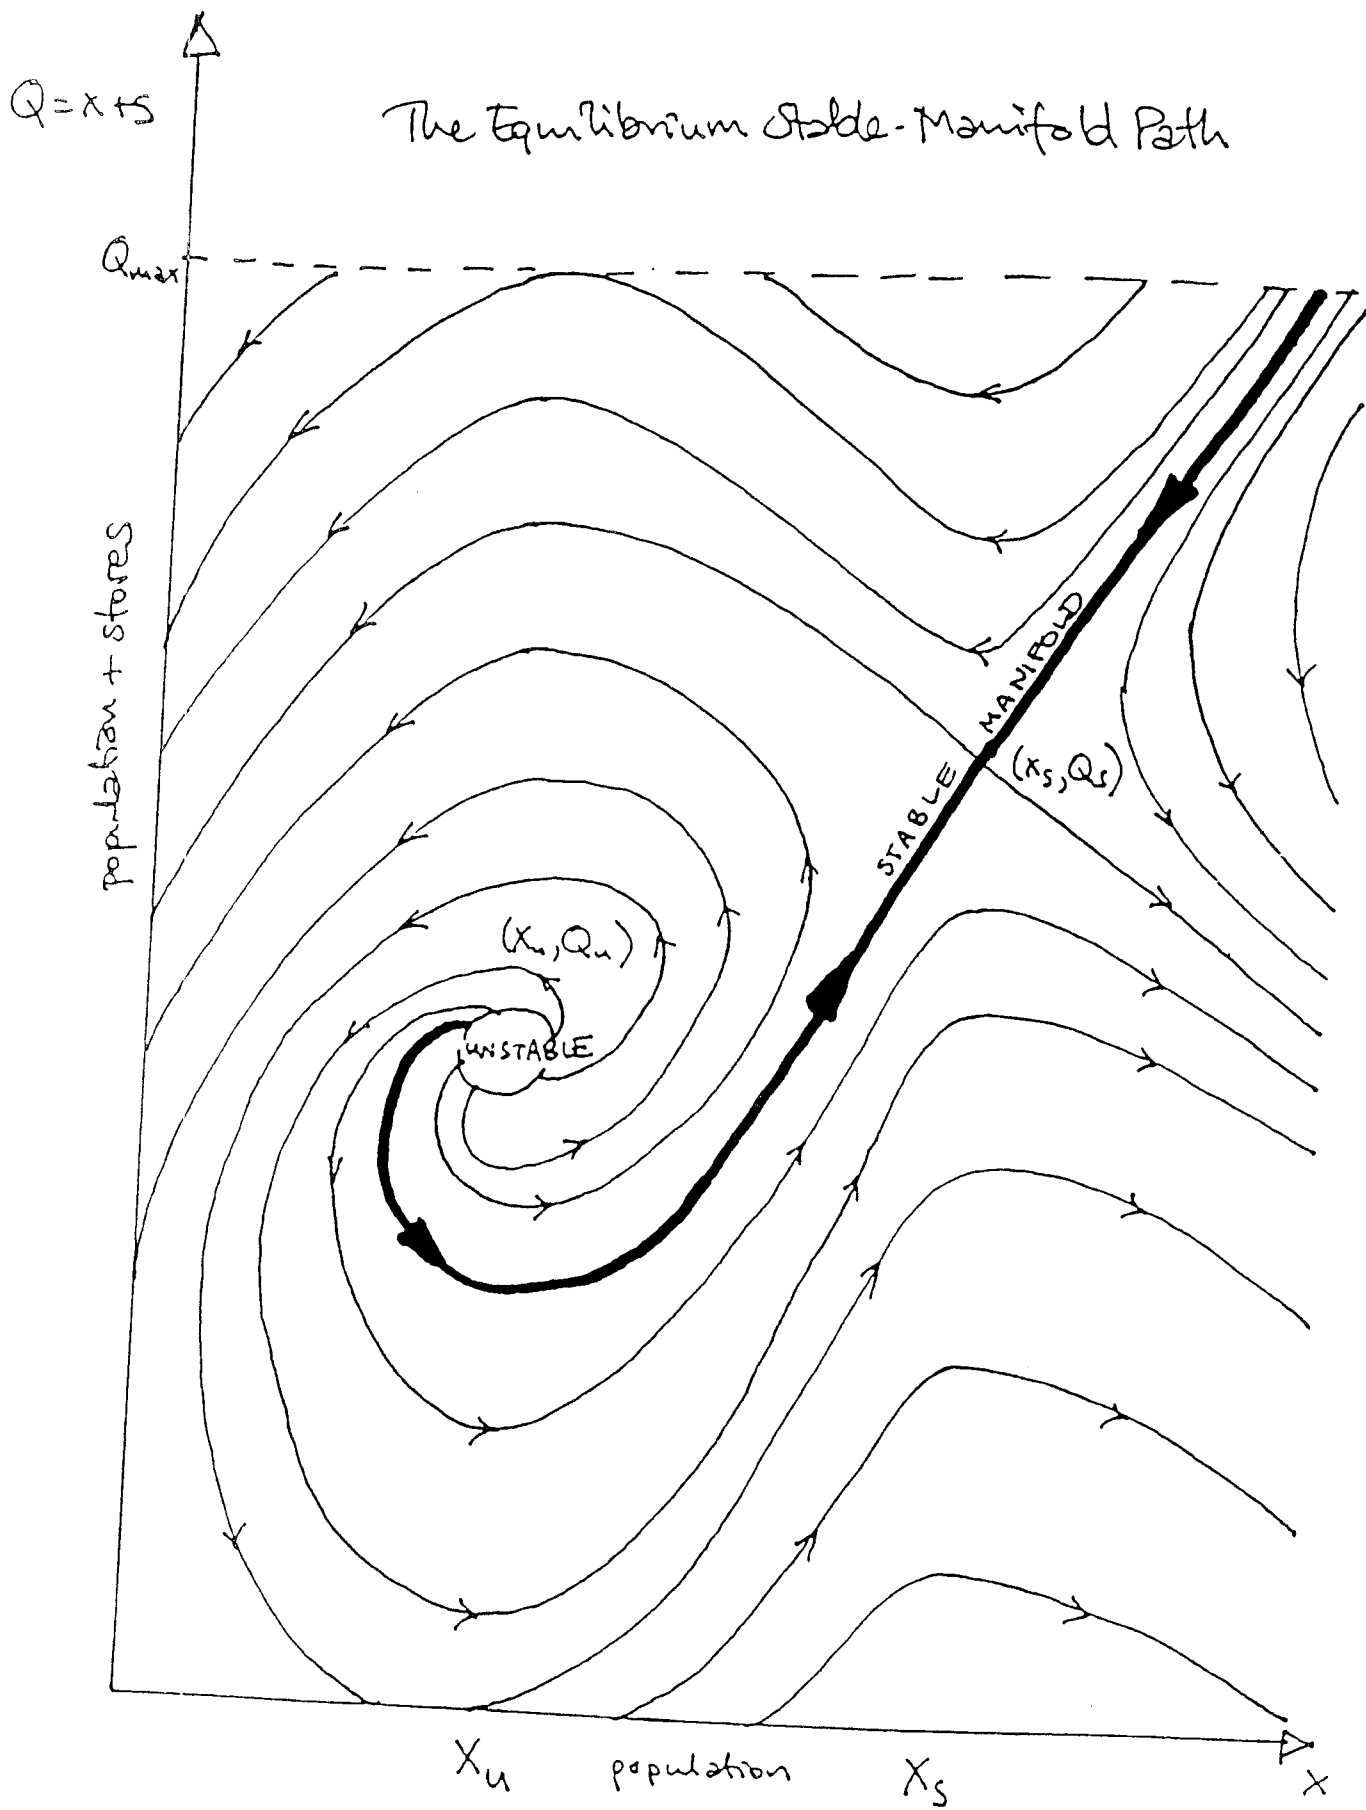 Q = x + s
The Equilibrium Stable-Manifold Path
Qmax
population + stores
STABLE MANIFOLD
(xs, Qs)
(xu, Qu)
UNSTABLE
xu
population
xs
x